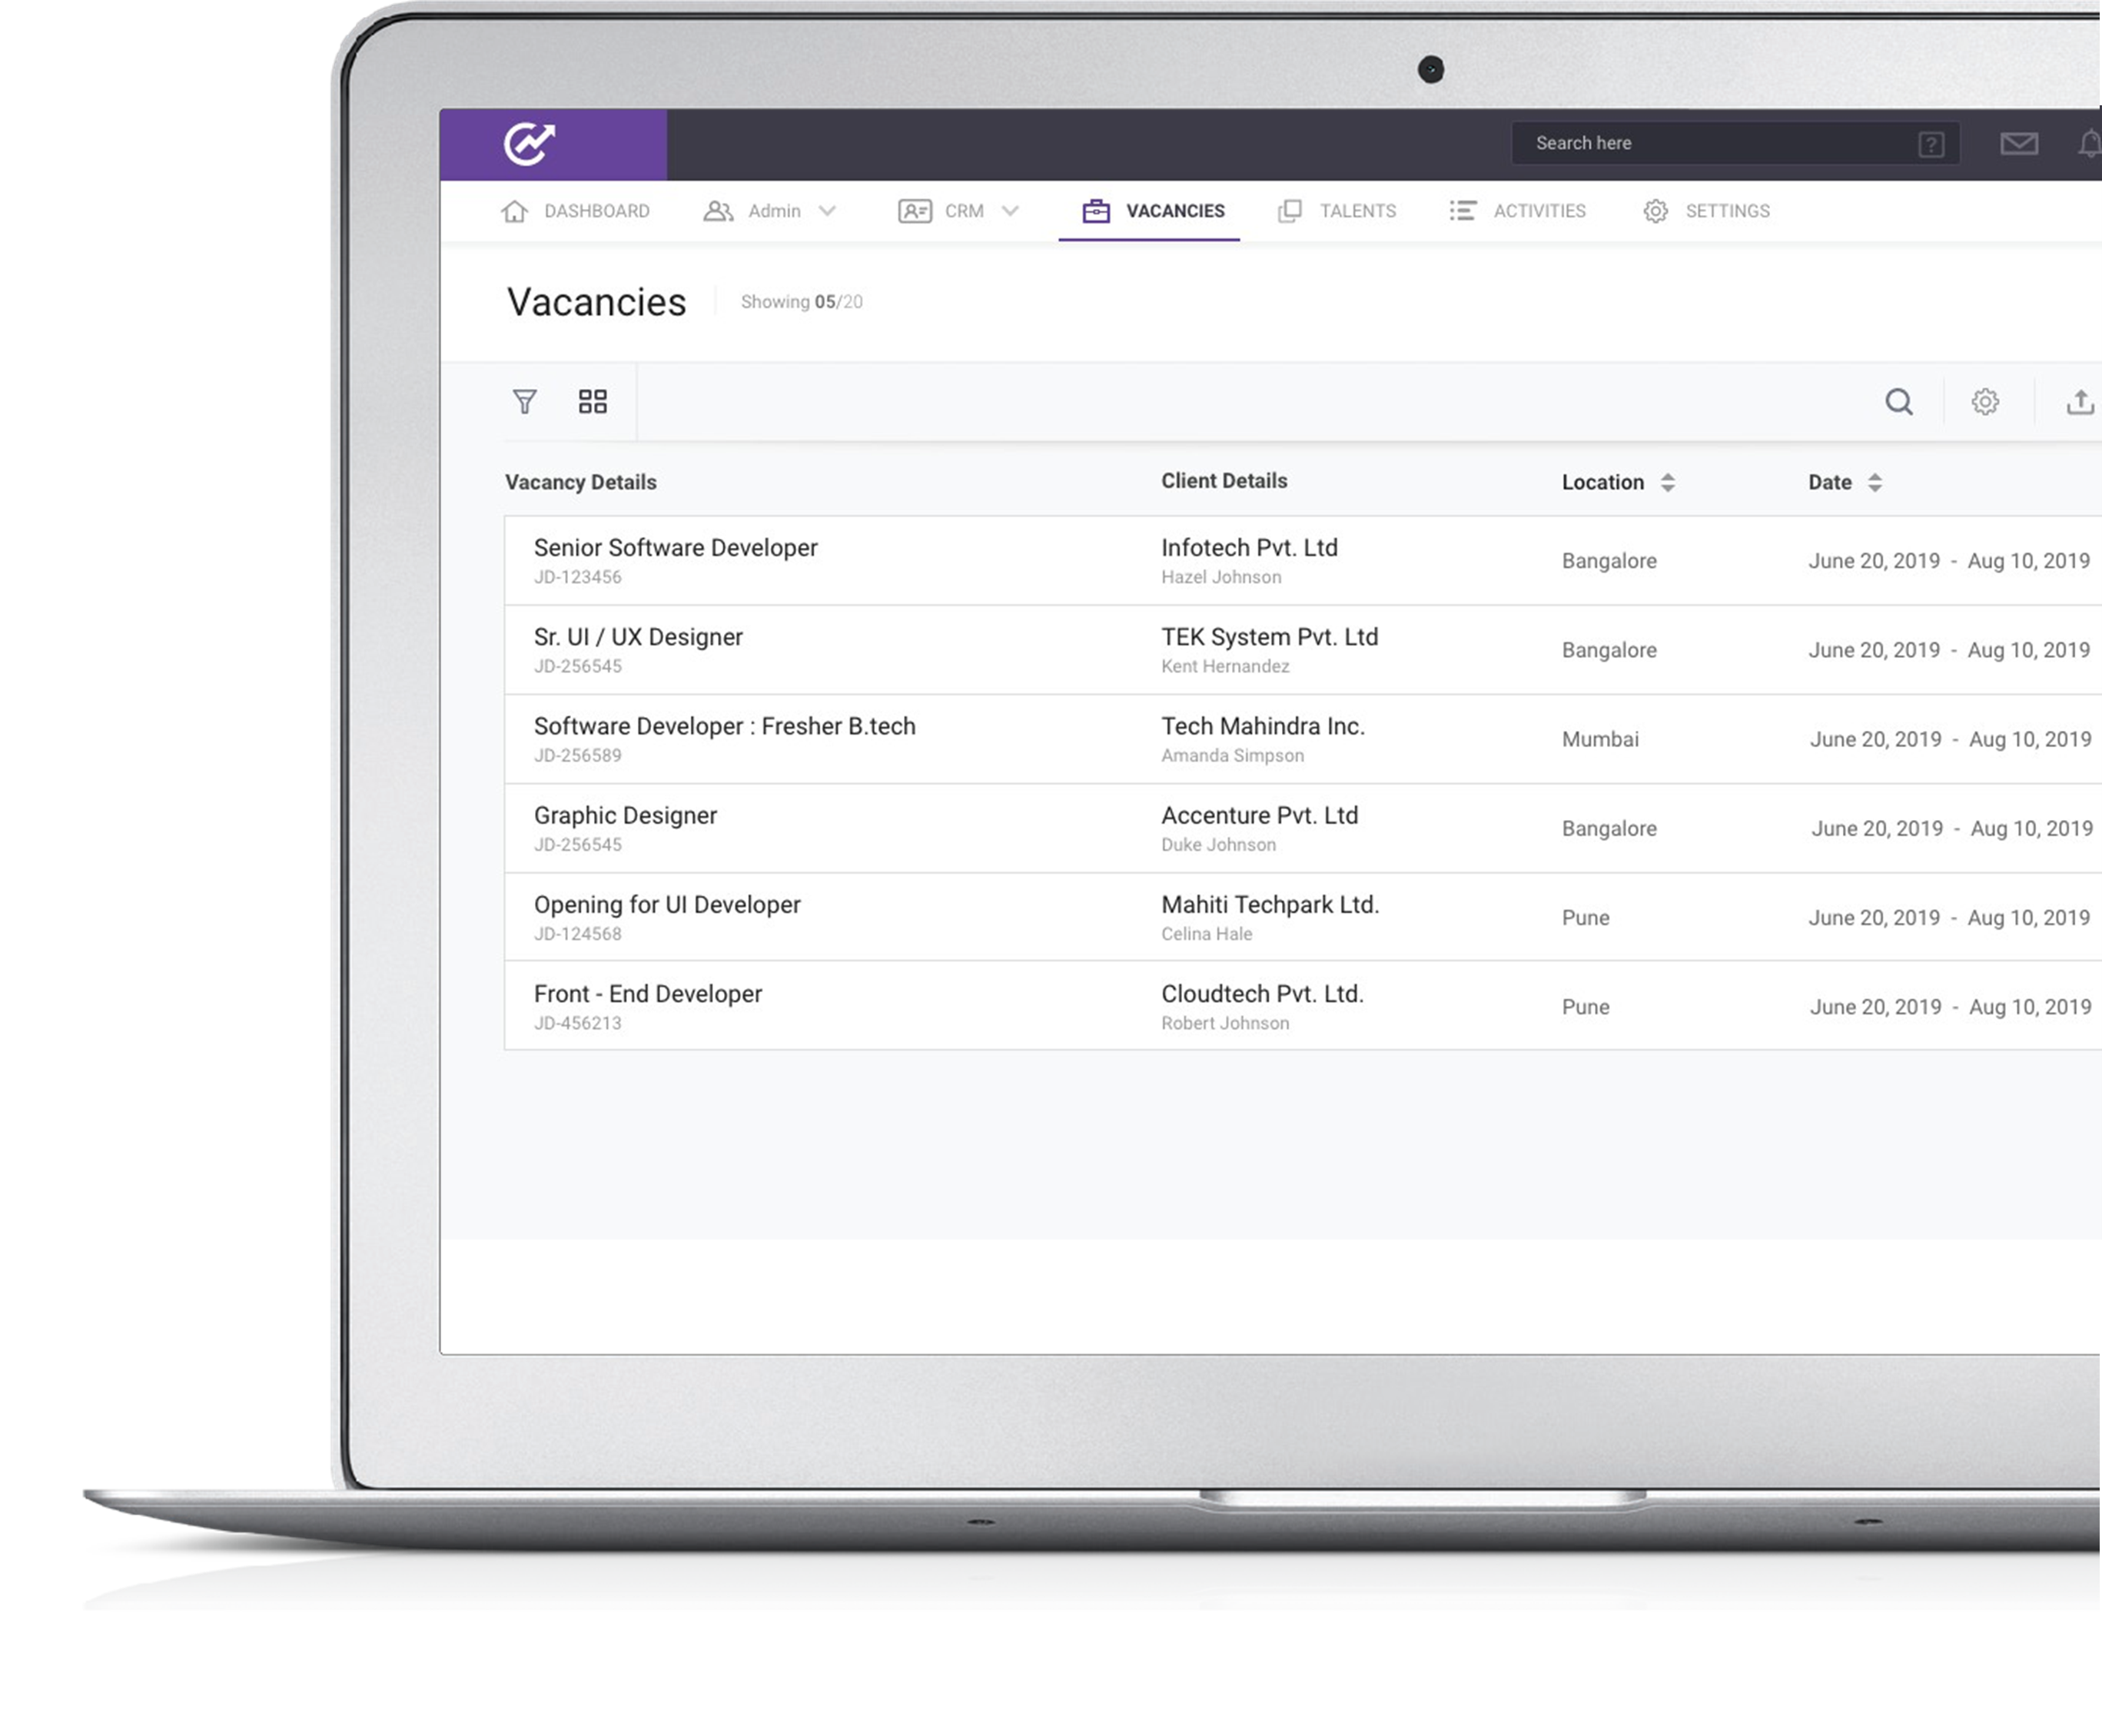 Search here
DASHBOARD Admin CRM VACANCIES TALENTS ACTIVITIES SETTINGS
Vacancies Showing 05/20
Vacancy Details Client Details Location Date
Senior Software Developer Infotech Pvt. Ltd Bangalore June 20, 2019 - Aug 10, 2019
JD-123456 Hazel Johnson
Sr. UI / UX Designer TEK System Pvt. Ltd Bangalore June 20, 2019 - Aug 10, 2019
JD-256545 Kent Hernandez
Software Developer : Fresher B.tech Tech Mahindra Inc. Mumbai June 20, 2019 - Aug 10, 2019
JD-256589 Amanda Simpson
Graphic Designer Accenture Pvt. Ltd Bangalore June 20, 2019 - Aug 10, 2019
JD-256545 Duke Johnson
Opening for UI Developer Mahiti Techpark Ltd. Pune June 20, 2019 - Aug 10, 2019
JD-124568 Celina Hale
Front - End Developer Cloudtech Pvt. Ltd. Pune June 20, 2019 - Aug 10, 2019
JD-456213 Robert Johnson